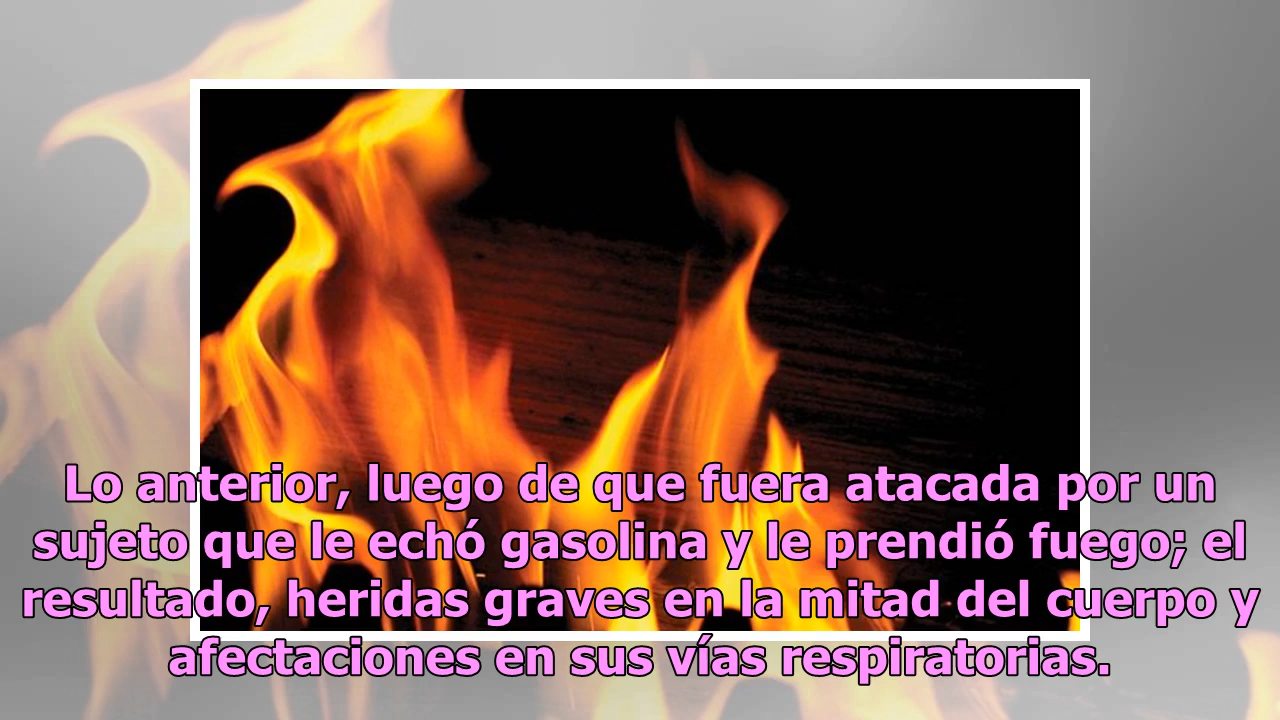 Lo anterior, luego de que fuera atacada por un
sujeto que le echó gasolina y le prendió fuego; el
resultado, heridas graves en la mitad del cuerpo y
afectaciones en sus vías respiratorias.